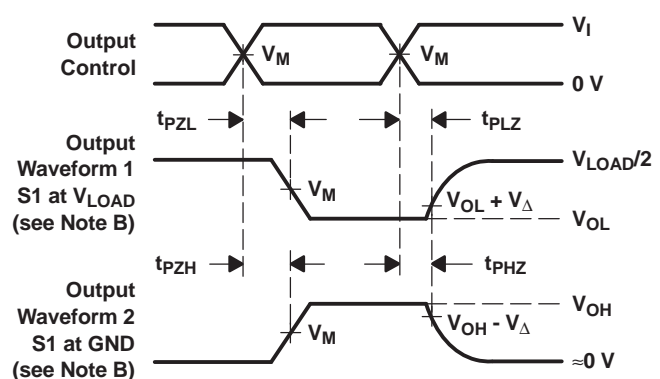 Output
Control
V_M
V_M
V_I
0 V
t_PZL
t_PLZ
Output
Waveform 1
S1 at V_LOAD
(see Note B)
V_M
V_LOAD/2
V_OL + V_Δ
V_OL
t_PZH
t_PHZ
Output
Waveform 2
S1 at GND
(see Note B)
V_M
V_OH
V_OH - V_Δ
≈0 V